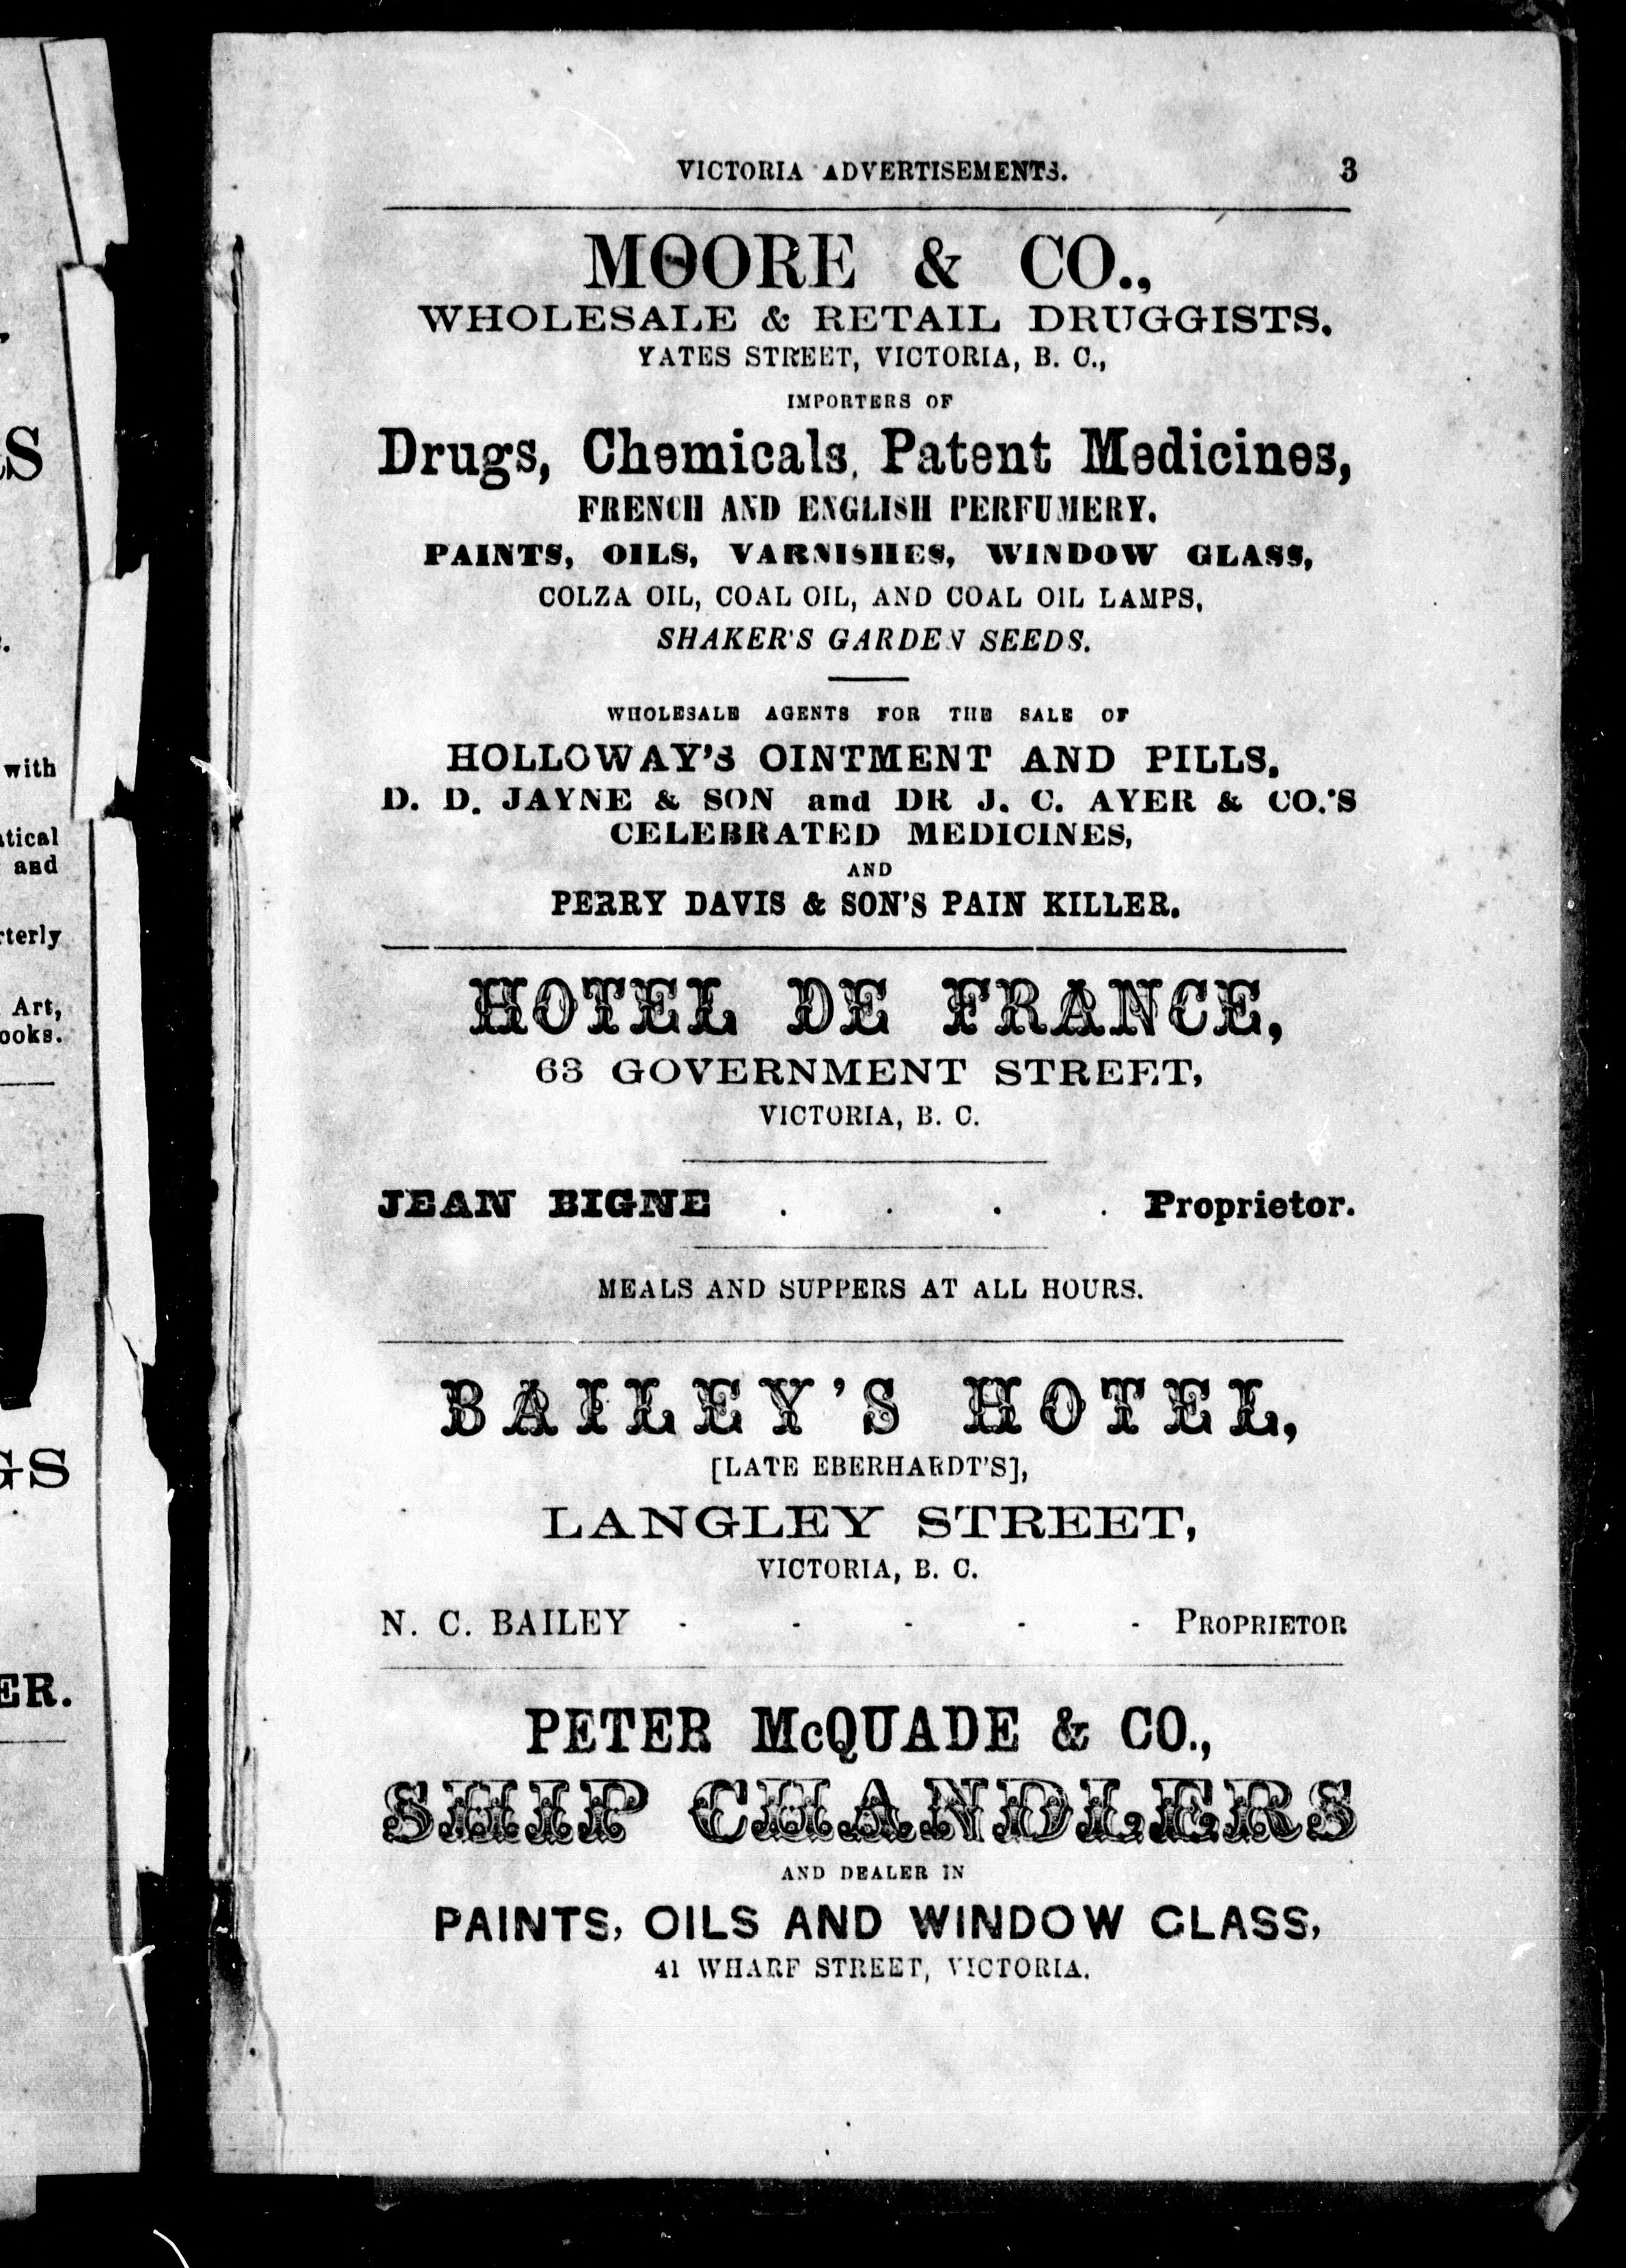 VICTORIA ADVERTISEMENTS. 3
MOORE & CO.,
WHOLESALE & RETAIL DRUGGISTS.
YATES STREET, VICTORIA, B. C.,
IMPORTERS OF
Drugs, Chemicals, Patent Medicines,
FRENCH AND ENGLISH PERFUMERY.
PAINTS, OILS, VARNISHES, WINDOW GLASS,
COLZA OIL, COAL OIL, AND COAL OIL LAMPS,
SHAKER'S GARDEN SEEDS.
WHOLESALE AGENTS FOR THE SALE OF
HOLLOWAY'S OINTMENT AND PILLS,
D. D. JAYNE & SON and DR J. C. AYER & CO.'S
CELEBRATED MEDICINES,
AND
PERRY DAVIS & SON'S PAIN KILLER.
HOTEL DE FRANCE,
63 GOVERNMENT STREET,
VICTORIA, B. C.
JEAN BIGNE . . . . Proprietor.
MEALS AND SUPPERS AT ALL HOURS.
BAILEY'S HOTEL,
[LATE EBERHARDT'S],
LANGLEY STREET,
VICTORIA, B. C.
N. C. BAILEY - - - - - PROPRIETOR
PETER McQUADE & CO.,
SHIP CHANDLERS
AND DEALER IN
PAINTS, OILS AND WINDOW GLASS,
41 WHARF STREET, VICTORIA.
with
and
Art,